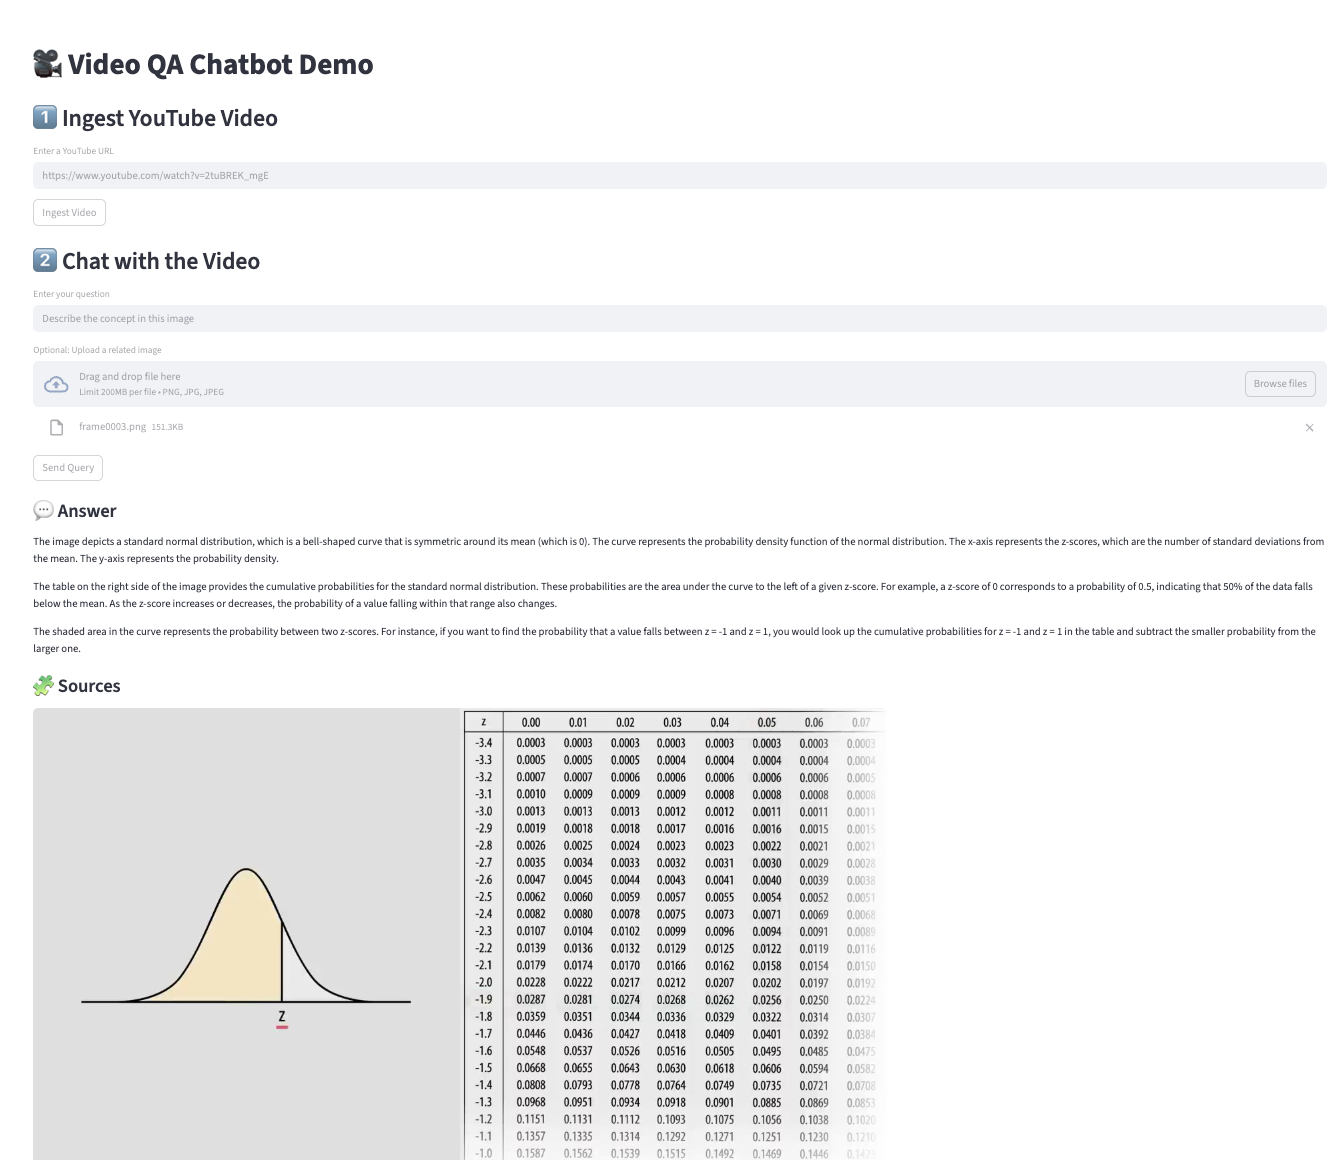 Video QA Chatbot Demo
1 Ingest YouTube Video
Enter a YouTube URL
https://www.youtube.com/watch?v=2tuBREK_mgE
Ingest Video
2 Chat with the Video
Enter your question
Describe the concept in this image
Optional: Upload a related image
Drag and drop file here
Limit 200MB per file • PNG, JPG, JPEG
Browse files
frame0003.png 151.3KB
Send Query
Answer
The image depicts a standard normal distribution, which is a bell-shaped curve that is symmetric around its mean (which is 0). The curve represents the probability density function of the normal distribution. The x-axis represents the z-scores, which are the number of standard deviations from
the mean. The y-axis represents the probability density.
The table on the right side of the image provides the cumulative probabilities for the standard normal distribution. These probabilities are the area under the curve to the left of a given z-score. For example, a z-score of 0 corresponds to a probability of 0.5, indicating that 50% of the data falls
below the mean. As the z-score increases or decreases, the probability of a value falling within that range also changes.
The shaded area in the curve represents the probability between two z-scores. For instance, if you want to find the probability that a value falls between z = -1 and z = 1, you would look up the cumulative probabilities for z = -1 and z = 1 in the table and subtract the smaller probability from the
larger one.
Sources
z
z 0.00 0.01 0.02 0.03 0.04 0.05 0.06 0.07
-3.4 0.0003 0.0003 0.0003 0.0003 0.0003 0.0003 0.0003 0.0003
-3.3 0.0005 0.0005 0.0005 0.0004 0.0004 0.0004 0.0004 0.0004
-3.2 0.0007 0.0007 0.0006 0.0006 0.0006 0.0006 0.0006 0.0005
-3.1 0.0010 0.0009 0.0009 0.0009 0.0008 0.0008 0.0008 0.0008
-3.0 0.0013 0.0013 0.0013 0.0012 0.0012 0.0011 0.0011 0.0011
-2.9 0.0019 0.0018 0.0018 0.0017 0.0016 0.0016 0.0015 0.0015
-2.8 0.0026 0.0025 0.0024 0.0023 0.0023 0.0022 0.0021 0.0021
-2.7 0.0035 0.0034 0.0033 0.0032 0.0031 0.0030 0.0029 0.0028
-2.6 0.0047 0.0045 0.0044 0.0043 0.0041 0.0040 0.0039 0.0038
-2.5 0.0062 0.0060 0.0059 0.0057 0.0055 0.0054 0.0052 0.0051
-2.4 0.0082 0.0080 0.0078 0.0075 0.0073 0.0071 0.0069 0.0068
-2.3 0.0107 0.0104 0.0102 0.0099 0.0096 0.0094 0.0091 0.0089
-2.2 0.0139 0.0136 0.0132 0.0129 0.0125 0.0122 0.0119 0.0116
-2.1 0.0179 0.0174 0.0170 0.0166 0.0162 0.0158 0.0154 0.0150
-2.0 0.0228 0.0222 0.0217 0.0212 0.0207 0.0202 0.0197 0.0192
-1.9 0.0287 0.0281 0.0274 0.0268 0.0262 0.0256 0.0250 0.0224
-1.8 0.0359 0.0351 0.0344 0.0336 0.0329 0.0322 0.0314 0.0307
-1.7 0.0446 0.0436 0.0427 0.0418 0.0409 0.0401 0.0392 0.0384
-1.6 0.0548 0.0537 0.0526 0.0516 0.0505 0.0495 0.0485 0.0475
-1.5 0.0668 0.0655 0.0643 0.0630 0.0618 0.0606 0.0594 0.0582
-1.4 0.0808 0.0793 0.0778 0.0764 0.0749 0.0735 0.0721 0.0708
-1.3 0.0968 0.0951 0.0934 0.0918 0.0901 0.0885 0.0869 0.0853
-1.2 0.1151 0.1131 0.1112 0.1093 0.1075 0.1056 0.1038 0.1020
-1.1 0.1357 0.1335 0.1314 0.1292 0.1271 0.1251 0.1230 0.1210
-1.0 0.1587 0.1562 0.1539 0.1515 0.1492 0.1469 0.1446